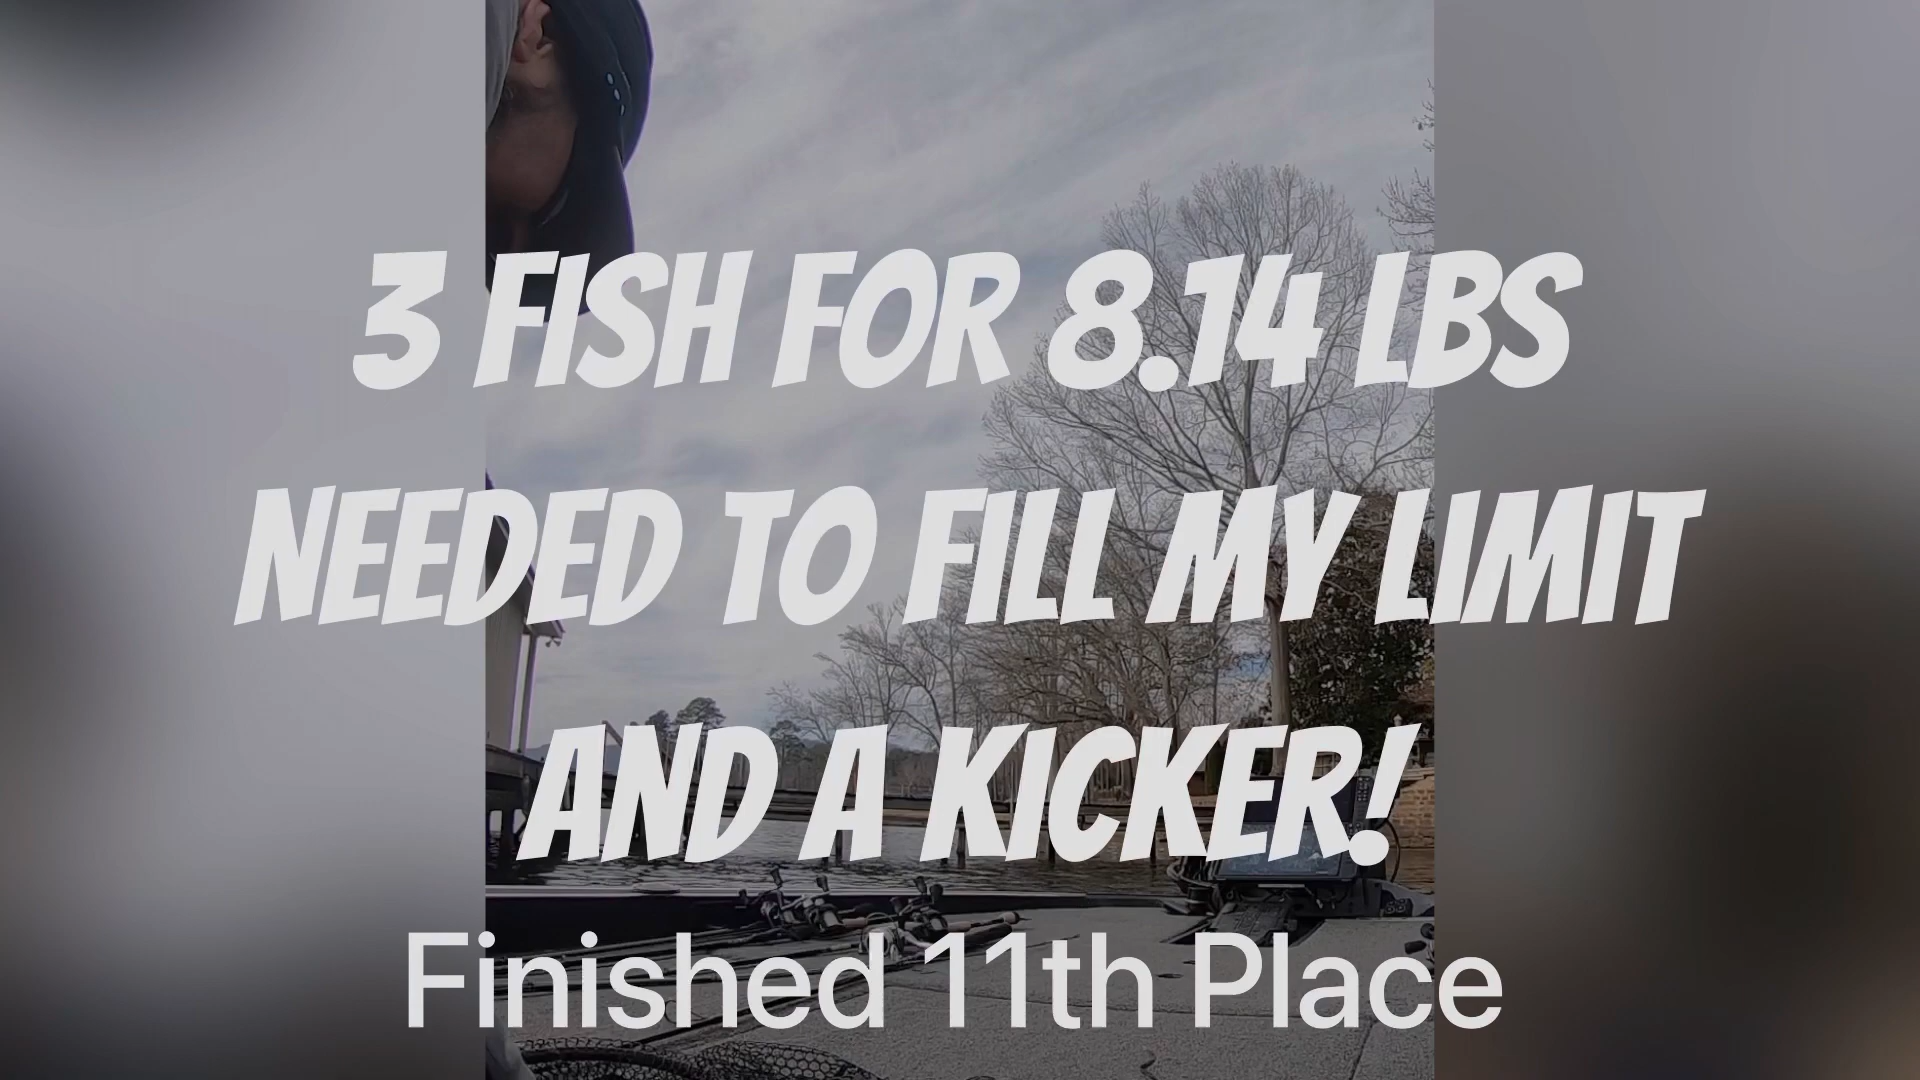 3 FISH FOR 8.14 LBS
NEEDED TO FILL MY LIMIT
AND A KICKER!
Finished 11th Place